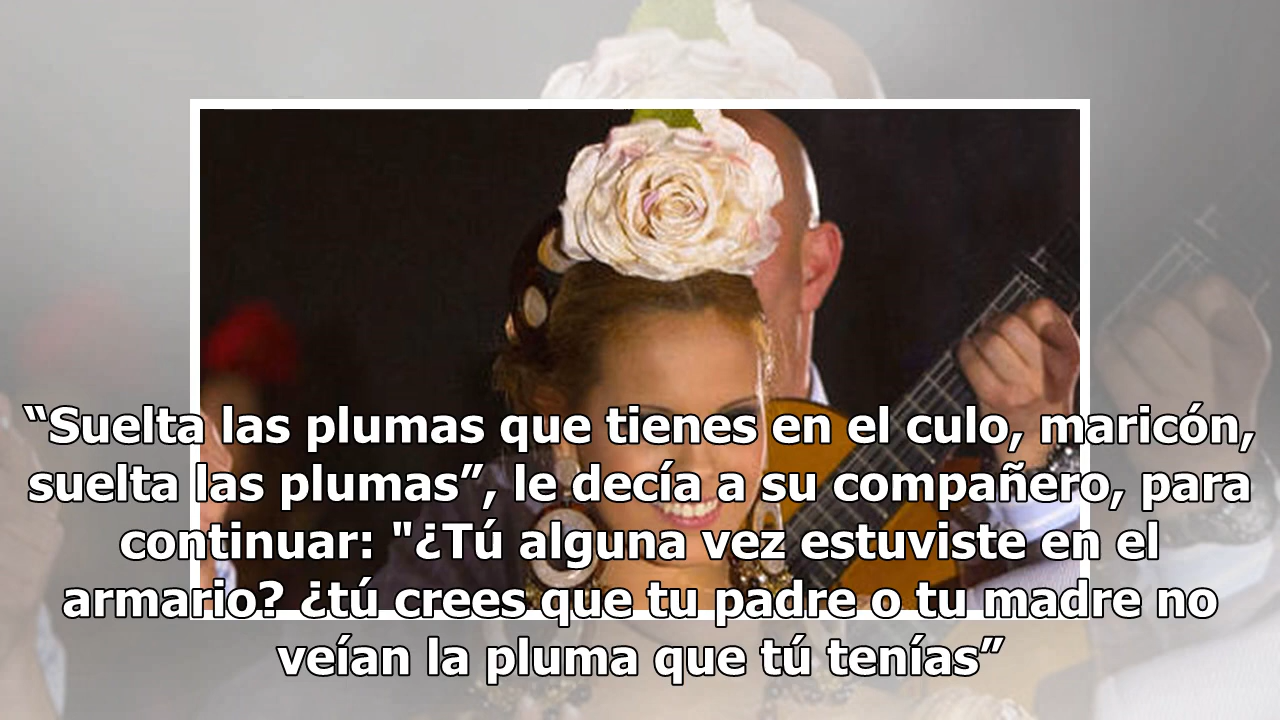 “Suelta las plumas que tienes en el culo, maricón,
suelta las plumas”, le decía a su compañero, para
continuar: "¿Tú alguna vez estuviste en el
armario? ¿tú crees que tu padre o tu madre no
veían la pluma que tú tenías”